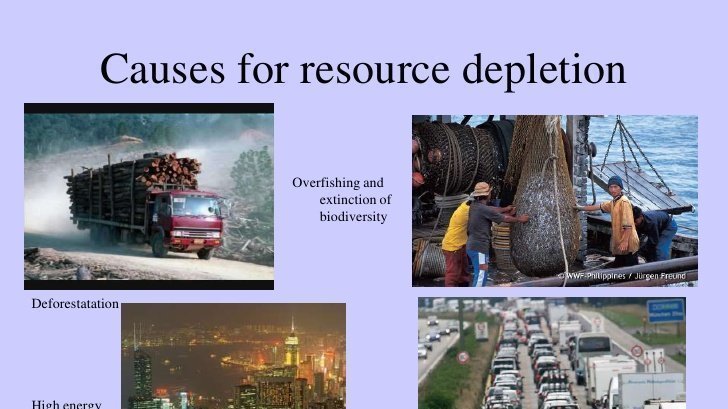 Causes for resource depletion
Overfishing and
extinction of
biodiversity
© WWF-Philippines / Jürgen Freund
Deforestatation
High energy